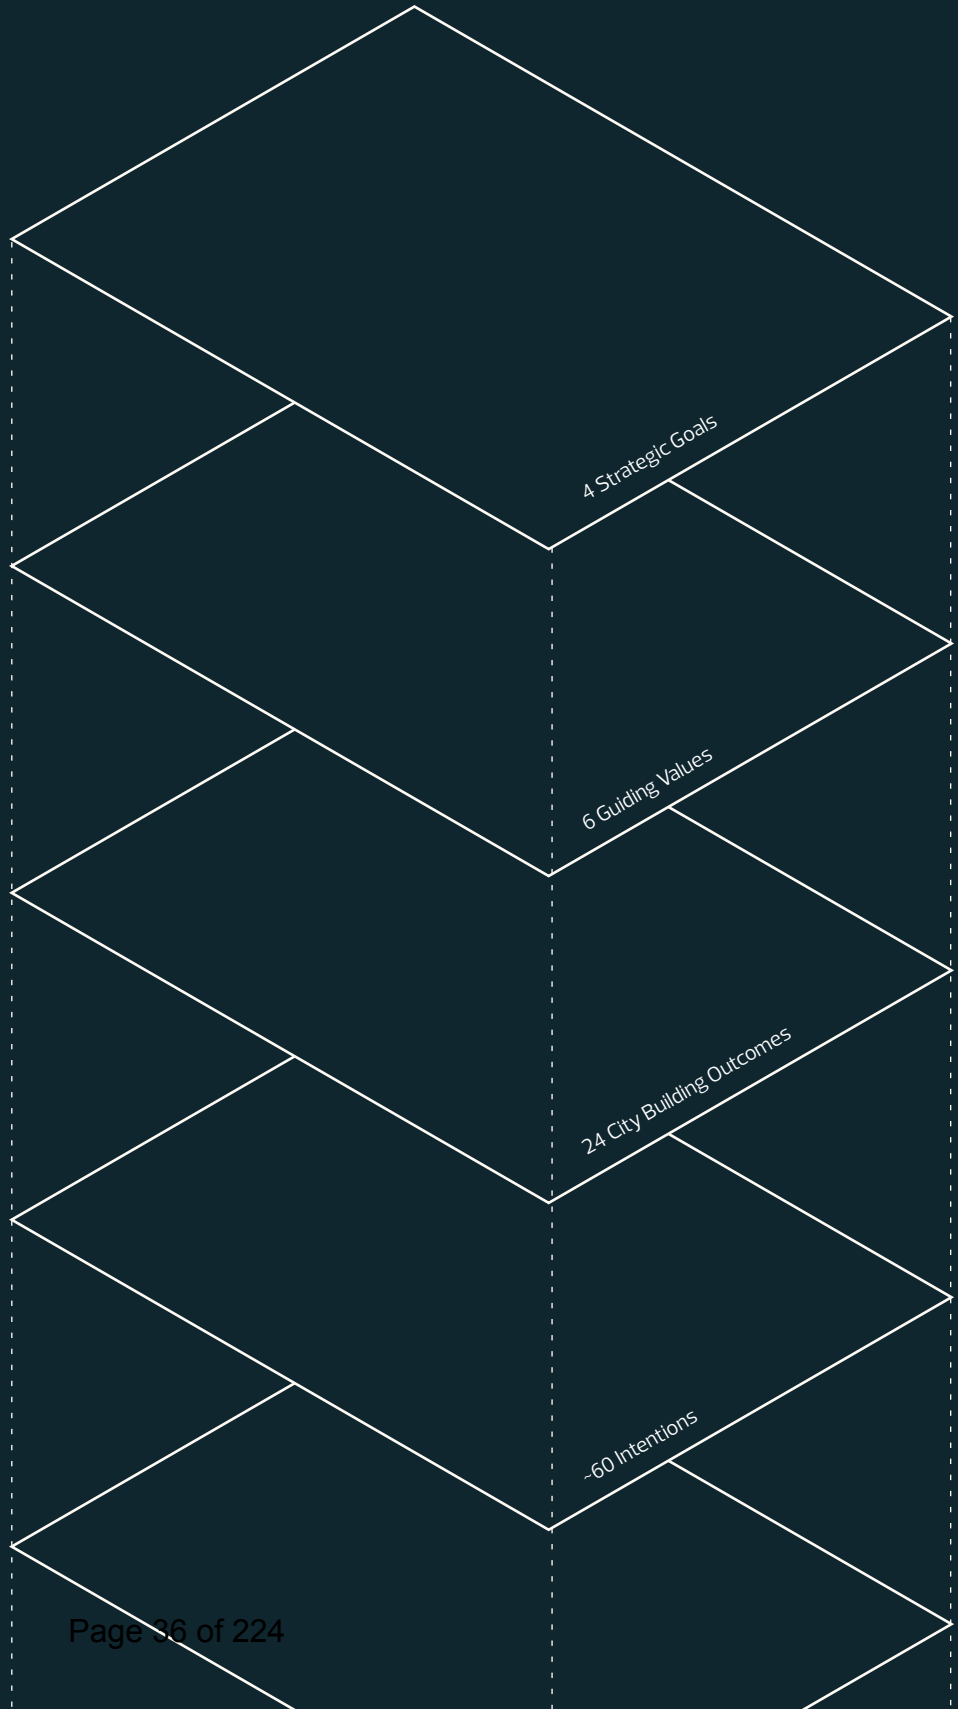 4 Strategic Goals
6 Guiding Values
24 City Building Outcomes
~60 Intentions
Page 36 of 224